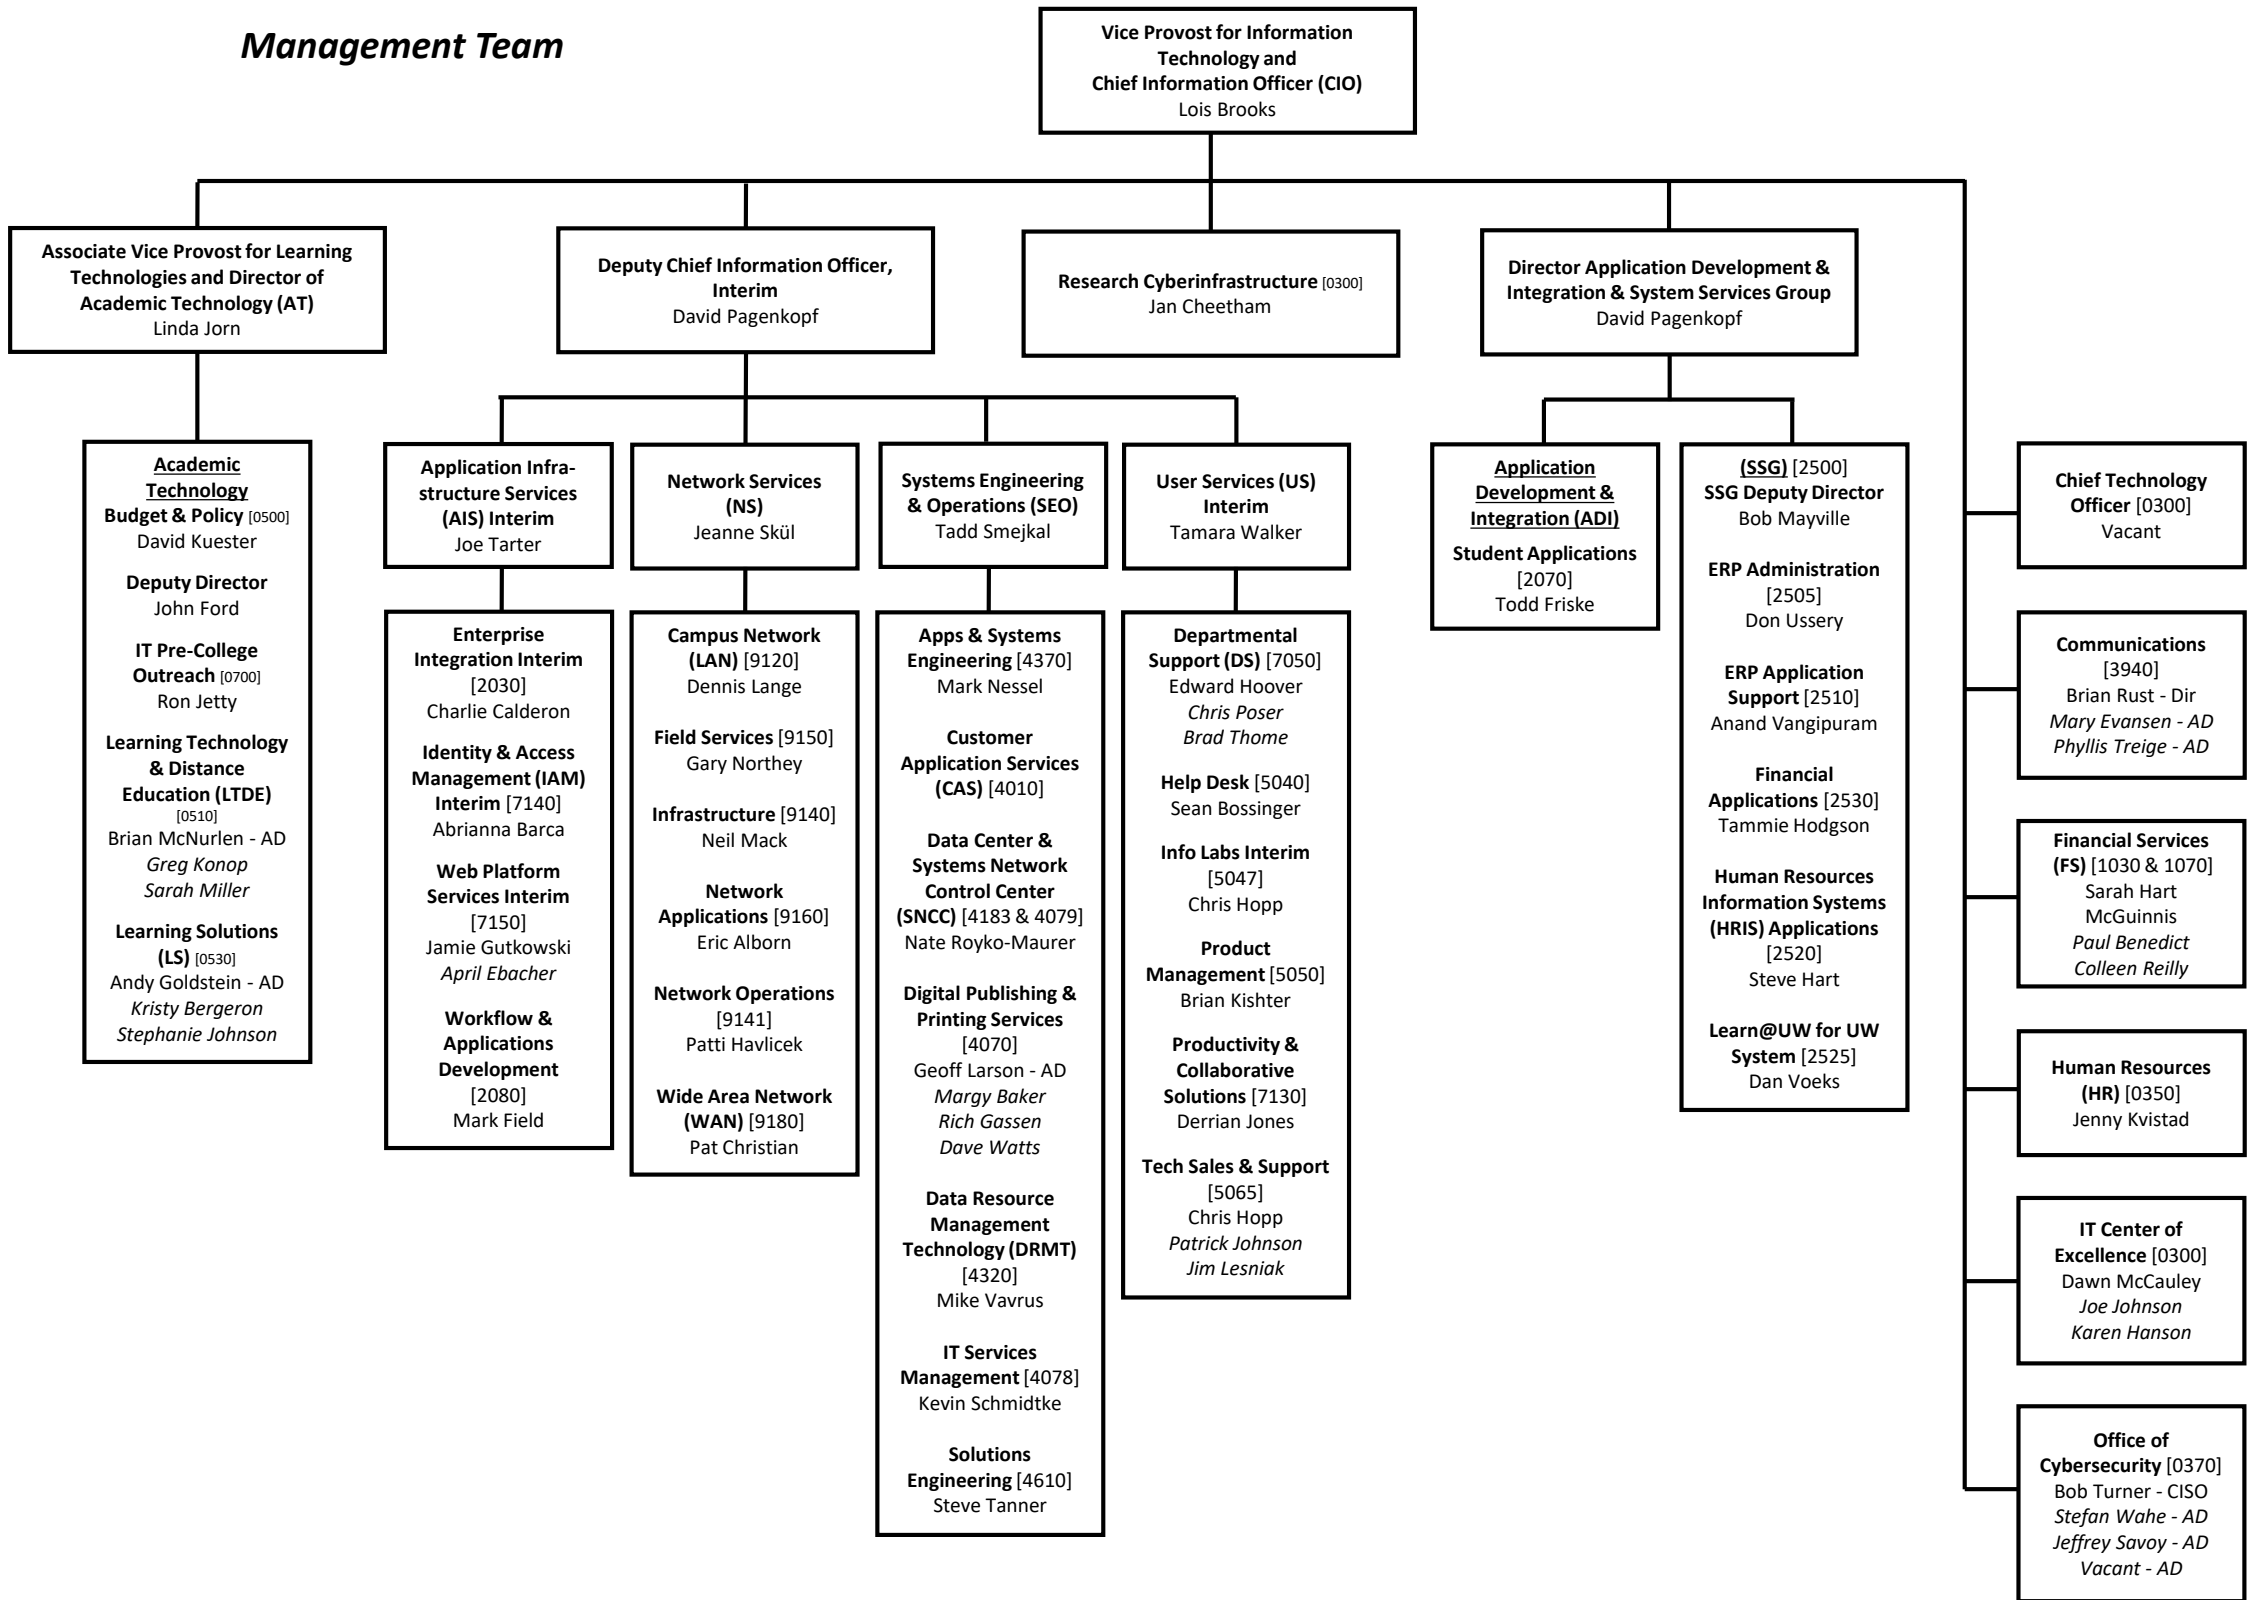 Management Team
Vice Provost for Information
Technology and
Chief Information Officer (CIO)
Lois Brooks
Associate Vice Provost for Learning
Technologies and Director of
Academic Technology (AT)
Linda Jorn
Deputy Chief Information Officer,
Interim
David Pagenkopf
Research Cyberinfrastructure [0300]
Jan Cheetham
Director Application Development &
Integration & System Services Group
David Pagenkopf
Academic
Technology
Budget & Policy [0500]
David Kuester
Deputy Director
John Ford
IT Pre-College
Outreach [0700]
Ron Jetty
Learning Technology
& Distance
Education (LTDE)
[0510]
Brian McNurlen - AD
Greg Konop
Sarah Miller
Learning Solutions
(LS) [0530]
Andy Goldstein - AD
Kristy Bergeron
Stephanie Johnson
Application Infra-
structure Services
(AIS) Interim
Joe Tarter
Enterprise
Integration Interim
[2030]
Charlie Calderon
Identity & Access
Management (IAM)
Interim [7140]
Abrianna Barca
Web Platform
Services Interim
[7150]
Jamie Gutkowski
April Ebacher
Workflow &
Applications
Development
[2080]
Mark Field
Network Services
(NS)
Jeanne Skül
Campus Network
(LAN) [9120]
Dennis Lange
Field Services [9150]
Gary Northey
Infrastructure [9140]
Neil Mack
Network
Applications [9160]
Eric Alborn
Network Operations
[9141]
Patti Havlicek
Wide Area Network
(WAN) [9180]
Pat Christian
Systems Engineering
& Operations (SEO)
Tadd Smejkal
Apps & Systems
Engineering [4370]
Mark Nessel
Customer
Application Services
(CAS) [4010]
Data Center &
Systems Network
Control Center
(SNCC) [4183 & 4079]
Nate Royko-Maurer
Digital Publishing &
Printing Services
[4070]
Geoff Larson - AD
Margy Baker
Rich Gassen
Dave Watts
Data Resource
Management
Technology (DRMT)
[4320]
Mike Vavrus
IT Services
Management [4078]
Kevin Schmidtke
Solutions
Engineering [4610]
Steve Tanner
User Services (US)
Interim
Tamara Walker
Departmental
Support (DS) [7050]
Edward Hoover
Chris Poser
Brad Thome
Help Desk [5040]
Sean Bossinger
Info Labs Interim
[5047]
Chris Hopp
Product
Management [5050]
Brian Kishter
Productivity &
Collaborative
Solutions [7130]
Derrian Jones
Tech Sales & Support
[5065]
Chris Hopp
Patrick Johnson
Jim Lesniak
Application
Development &
Integration (ADI)
Student Applications
[2070]
Todd Friske
(SSG) [2500]
SSG Deputy Director
Bob Mayville
ERP Administration
[2505]
Don Ussery
ERP Application
Support [2510]
Anand Vangipuram
Financial
Applications [2530]
Tammie Hodgson
Human Resources
Information Systems
(HRIS) Applications
[2520]
Steve Hart
Learn@UW for UW
System [2525]
Dan Voeks
Chief Technology
Officer [0300]
Vacant
Communications
[3940]
Brian Rust - Dir
Mary Evansen - AD
Phyllis Treige - AD
Financial Services
(FS) [1030 & 1070]
Sarah Hart
McGuinnis
Paul Benedict
Colleen Reilly
Human Resources
(HR) [0350]
Jenny Kvistad
IT Center of
Excellence [0300]
Dawn McCauley
Joe Johnson
Karen Hanson
Office of
Cybersecurity [0370]
Bob Turner - CISO
Stefan Wahe - AD
Jeffrey Savoy - AD
Vacant - AD